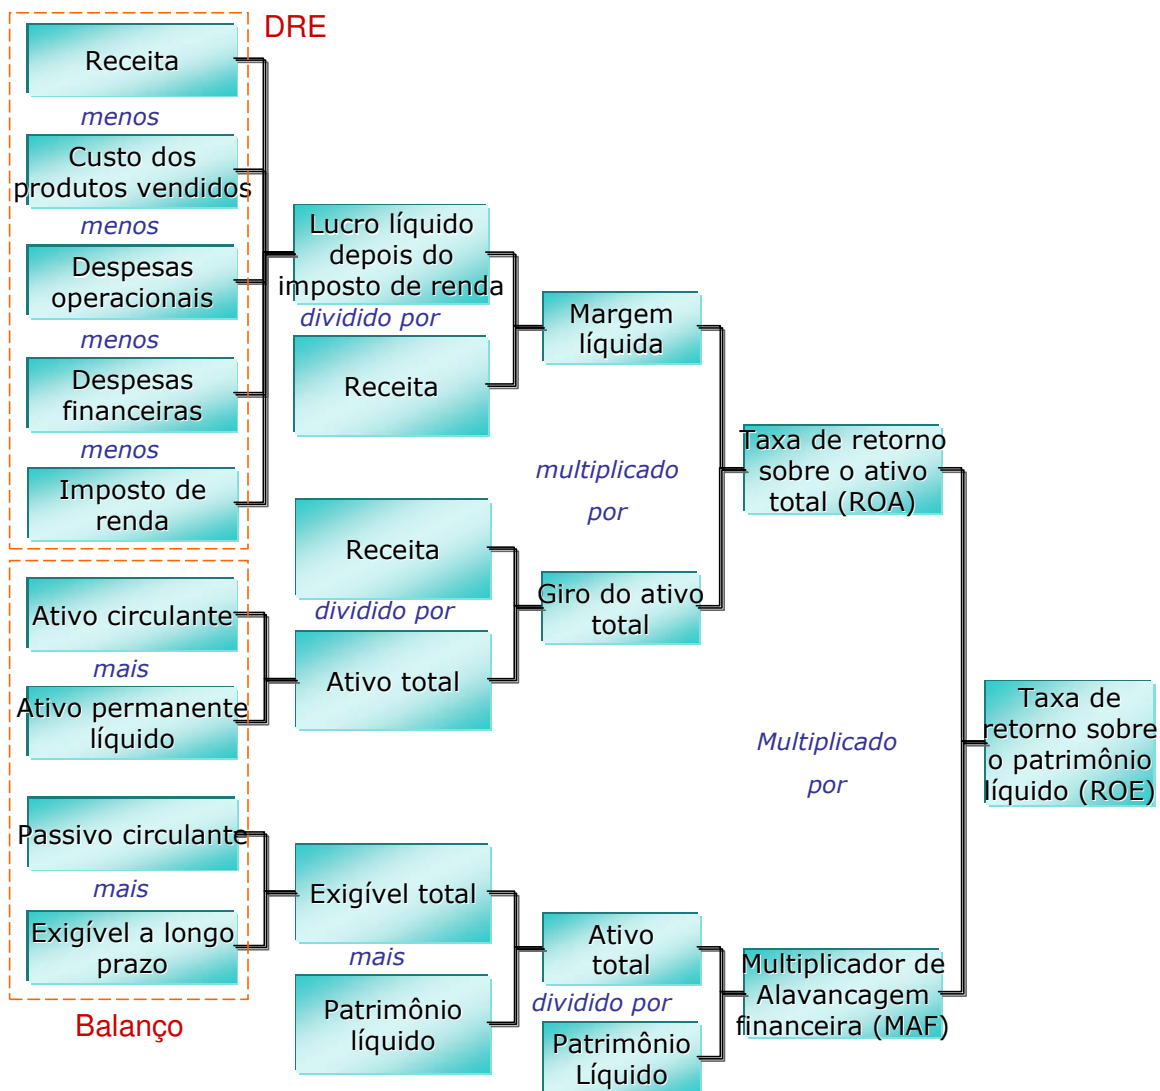 DRE
Receita
menos
Custo dos
produtos vendidos
menos
Despesas
operacionais
menos
Despesas
financeiras
menos
Imposto de
renda
Lucro líquido
depois do
imposto de renda
dividido por
Receita
Margem
líquida
multiplicado
por
Receita
dividido por
Ativo total
Giro do ativo
total
Taxa de retorno
sobre o ativo
total (ROA)
Ativo circulante
mais
Ativo permanente
líquido
Multiplicado
por
Taxa de
retorno sobre
o patrimônio
líquido (ROE)
Passivo circulante
mais
Exigível a longo
prazo
Balanço
Exigível total
mais
Patrimônio
líquido
Ativo
total
dividido por
Patrimônio
Líquido
Multiplicador de
Alavancagem
financeira (MAF)